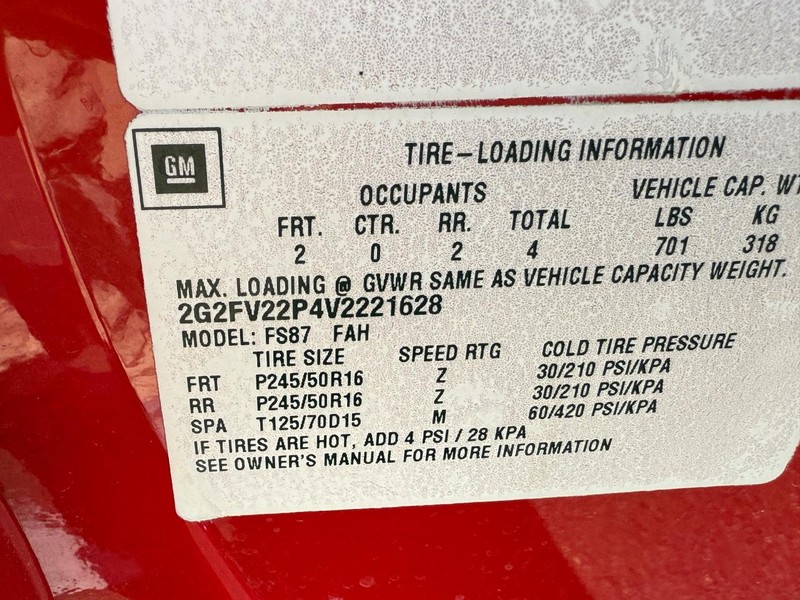 GM
TIRE-LOADING INFORMATION
OCCUPANTS VEHICLE CAP. WT
FRT. CTR. RR. TOTAL LBS KG
2 0 2 4 701 318
MAX. LOADING @ GVWR SAME AS VEHICLE CAPACITY WEIGHT.
2G2FV22P4V2221628
MODEL: FS87 FAH
TIRE SIZE SPEED RTG COLD TIRE PRESSURE
FRT P245/50R16 Z 30/210 PSI/KPA
RR P245/50R16 Z 30/210 PSI/KPA
SPA T125/70D15 M 60/420 PSI/KPA
IF TIRES ARE HOT, ADD 4 PSI / 28 KPA
SEE OWNER'S MANUAL FOR MORE INFORMATION